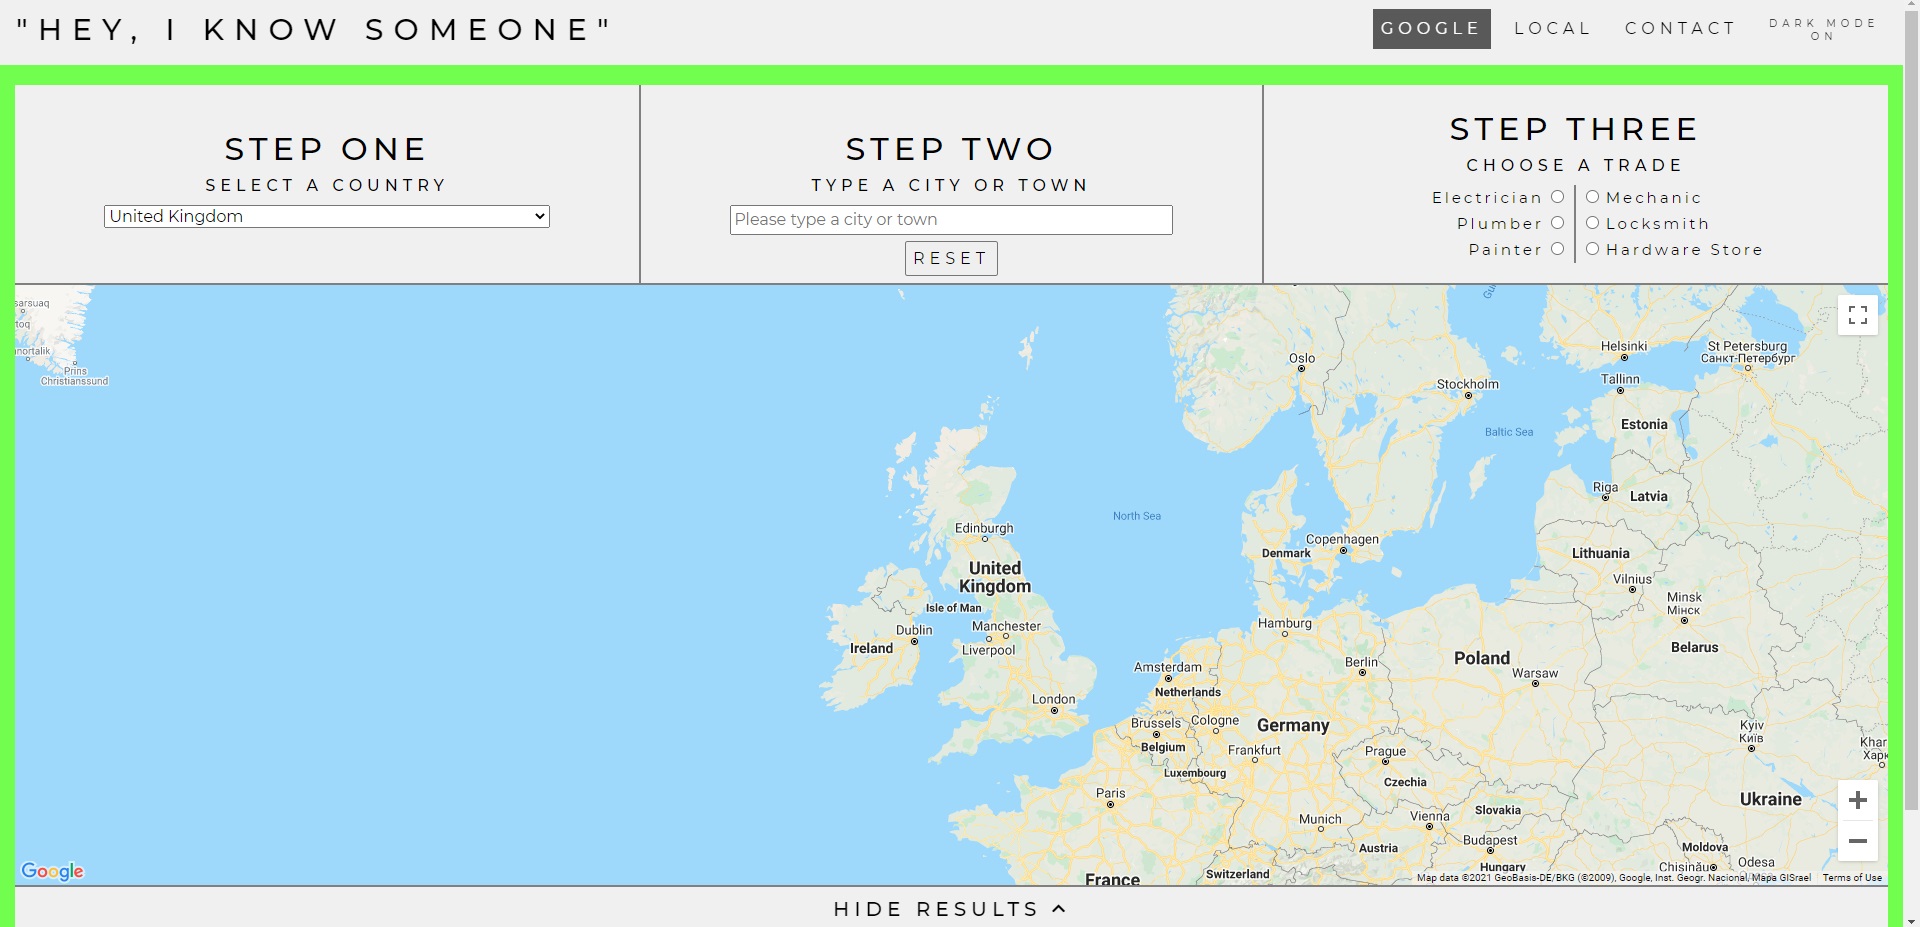 "HEY, I KNOW SOMEONE"
GOOGLE
LOCAL
CONTACT
DARK MODE
ON
STEP ONE
SELECT A COUNTRY
United Kingdom
STEP TWO
TYPE A CITY OR TOWN
Please type a city or town
RESET
STEP THREE
CHOOSE A TRADE
Electrician
Mechanic
Plumber
Locksmith
Painter
Hardware Store
Prins
Christianssund
Oslo
Stockholm
Helsinki
St Petersburg
Санкт-Петербург
Tallinn
Estonia
Baltic Sea
Riga
Latvia
North Sea
Edinburgh
Copenhagen
Denmark
Lithuania
Vilnius
United
Kingdom
Minsk
Мінск
Isle of Man
Manchester
Dublin
Hamburg
Ireland
Liverpool
Belarus
Berlin
Poland
Amsterdam
Warsaw
Netherlands
London
Brussels
Cologne
Germany
Kyiv
Київ
Belgium
Frankfurt
Prague
Luxembourg
Czechia
Paris
Ukraine
Slovakia
Munich
Vienna
Budapest
Austria
Moldova
Odesa
Hungary
Chișinău
Switzerland
France
Google
Map data ©2021 GeoBasis-DE/BKG (©2009), Google, Inst. Geogr. Nacional, Mapa GISrael
Terms of Use
HIDE RESULTS